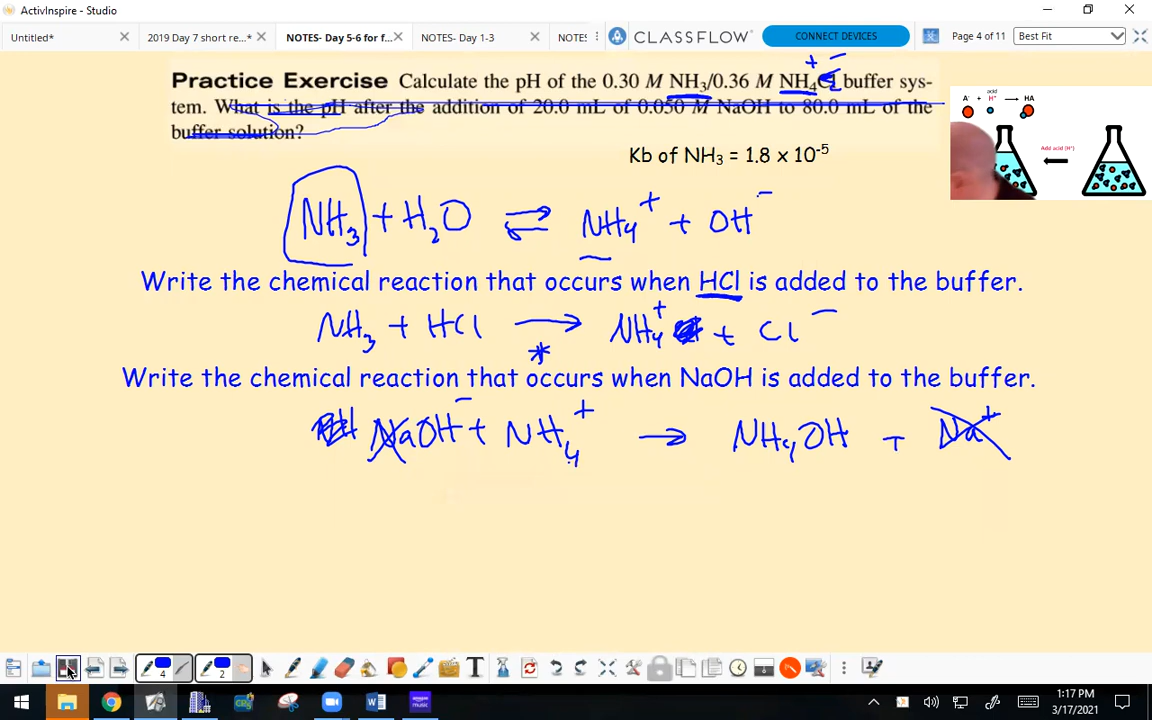 ActivInspire - Studio
Untitled*
2019 Day 7 short re...*
NOTES- Day 5-6 for f...
NOTES- Day 1-3
NOTES
CLASSFLOW
CONNECT DEVICES
Page 4 of 11
Best Fit
Practice Exercise Calculate the pH of the 0.30 M NH₃/0.36 M NH₄Cl buffer sys-
+ -
tem. What is the pH after the addition of 20.0 mL of 0.050 M NaOH to 80.0 mL of the
buffer solution?
A⁻ + H⁺ → HA
acid
Add acid (H⁺)
Kb of NH₃ = 1.8 x 10⁻⁵
NH₃ + H₂O ⇌ NH₄⁺ + OH⁻
Write the chemical reaction that occurs when HCl is added to the buffer.
NH₃ + HCl → NH₄⁺ + Cl⁻
*
Write the chemical reaction that occurs when NaOH is added to the buffer.
NaOH⁻ + NH₄⁺ → NH₄OH + Na⁺
4
2
1:17 PM
3/17/2021